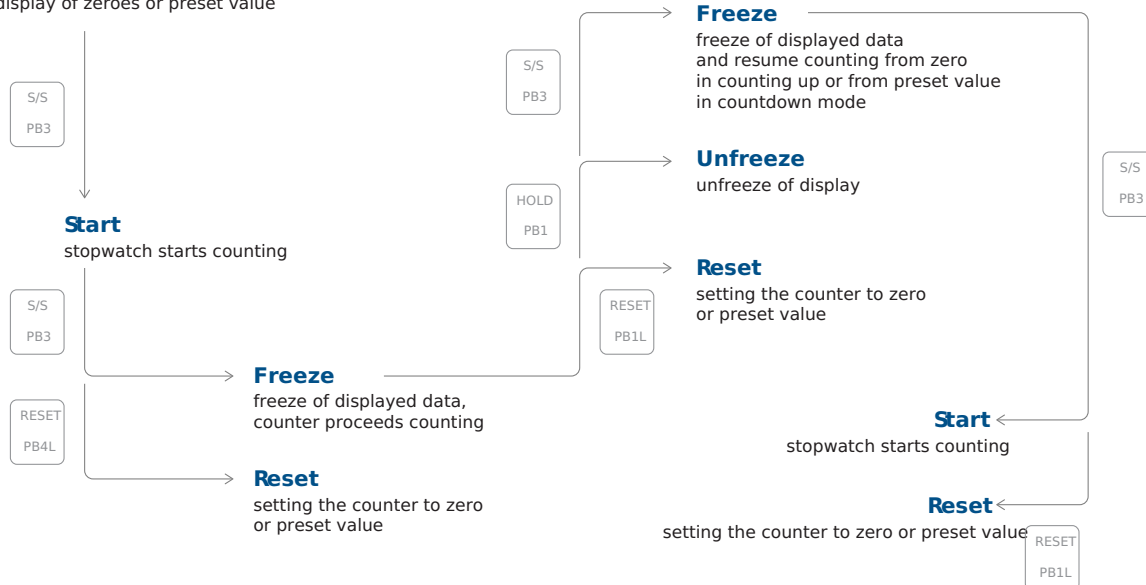 display of zeroes or preset value
S/S
PB3
Start
stopwatch starts counting
S/S
PB3
RESET
PB4L
Freeze
freeze of displayed data,
counter proceeds counting
Reset
setting the counter to zero
or preset value
S/S
PB3
HOLD
PB1
RESET
PB1L
Freeze
freeze of displayed data
and resume counting from zero
in counting up or from preset value
in countdown mode
Unfreeze
unfreeze of display
Reset
setting the counter to zero
or preset value
S/S
PB3
Start
stopwatch starts counting
Reset
setting the counter to zero or preset value
RESET
PB1L